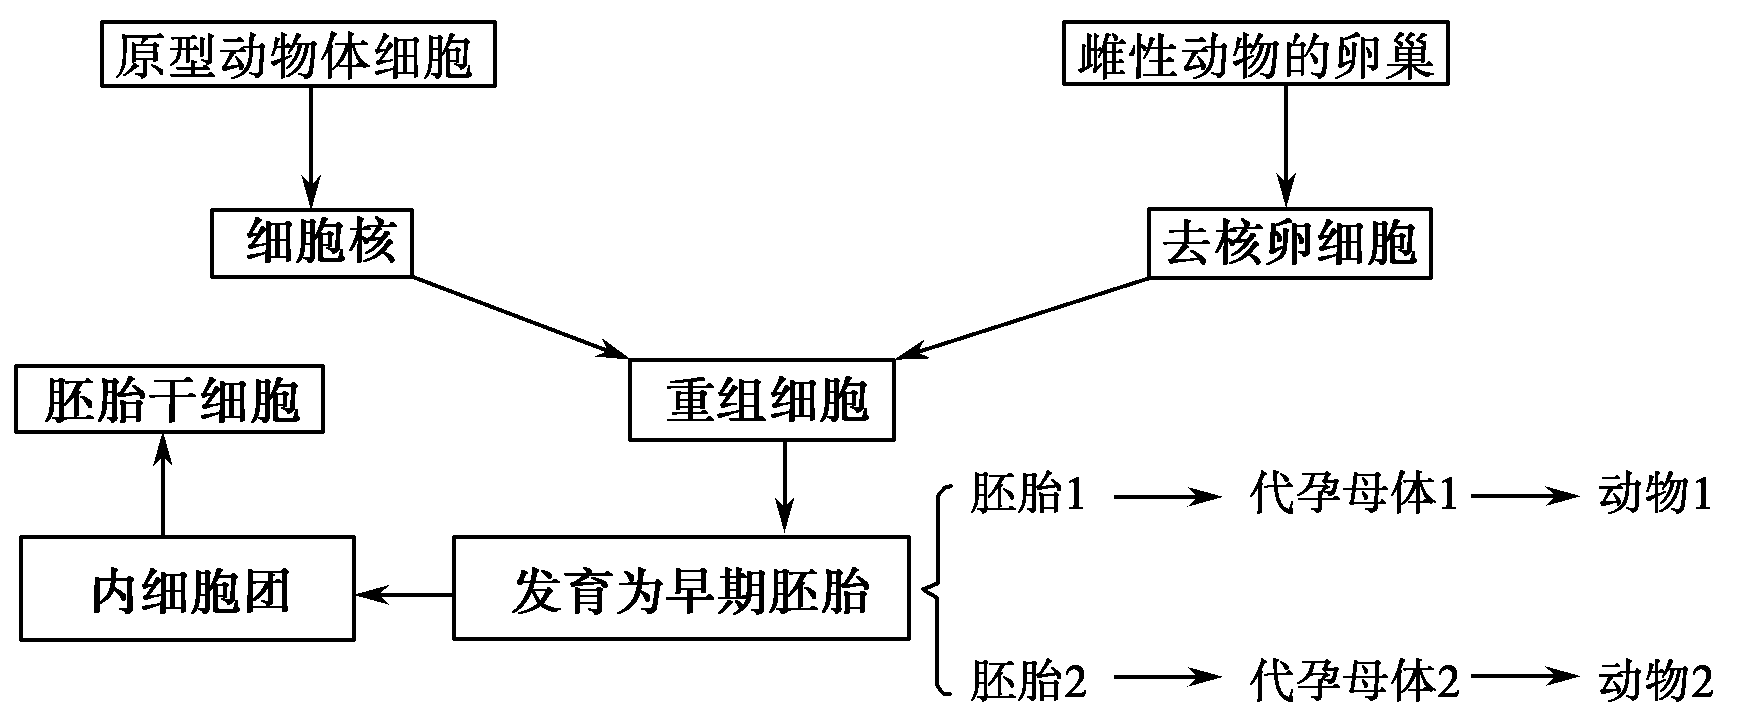 原型动物体细胞
雌性动物的卵巢
细胞核
去核卵细胞
重组细胞
胚胎干细胞
内细胞团
发育为早期胚胎
胚胎1
代孕母体1
动物1
胚胎2
代孕母体2
动物2